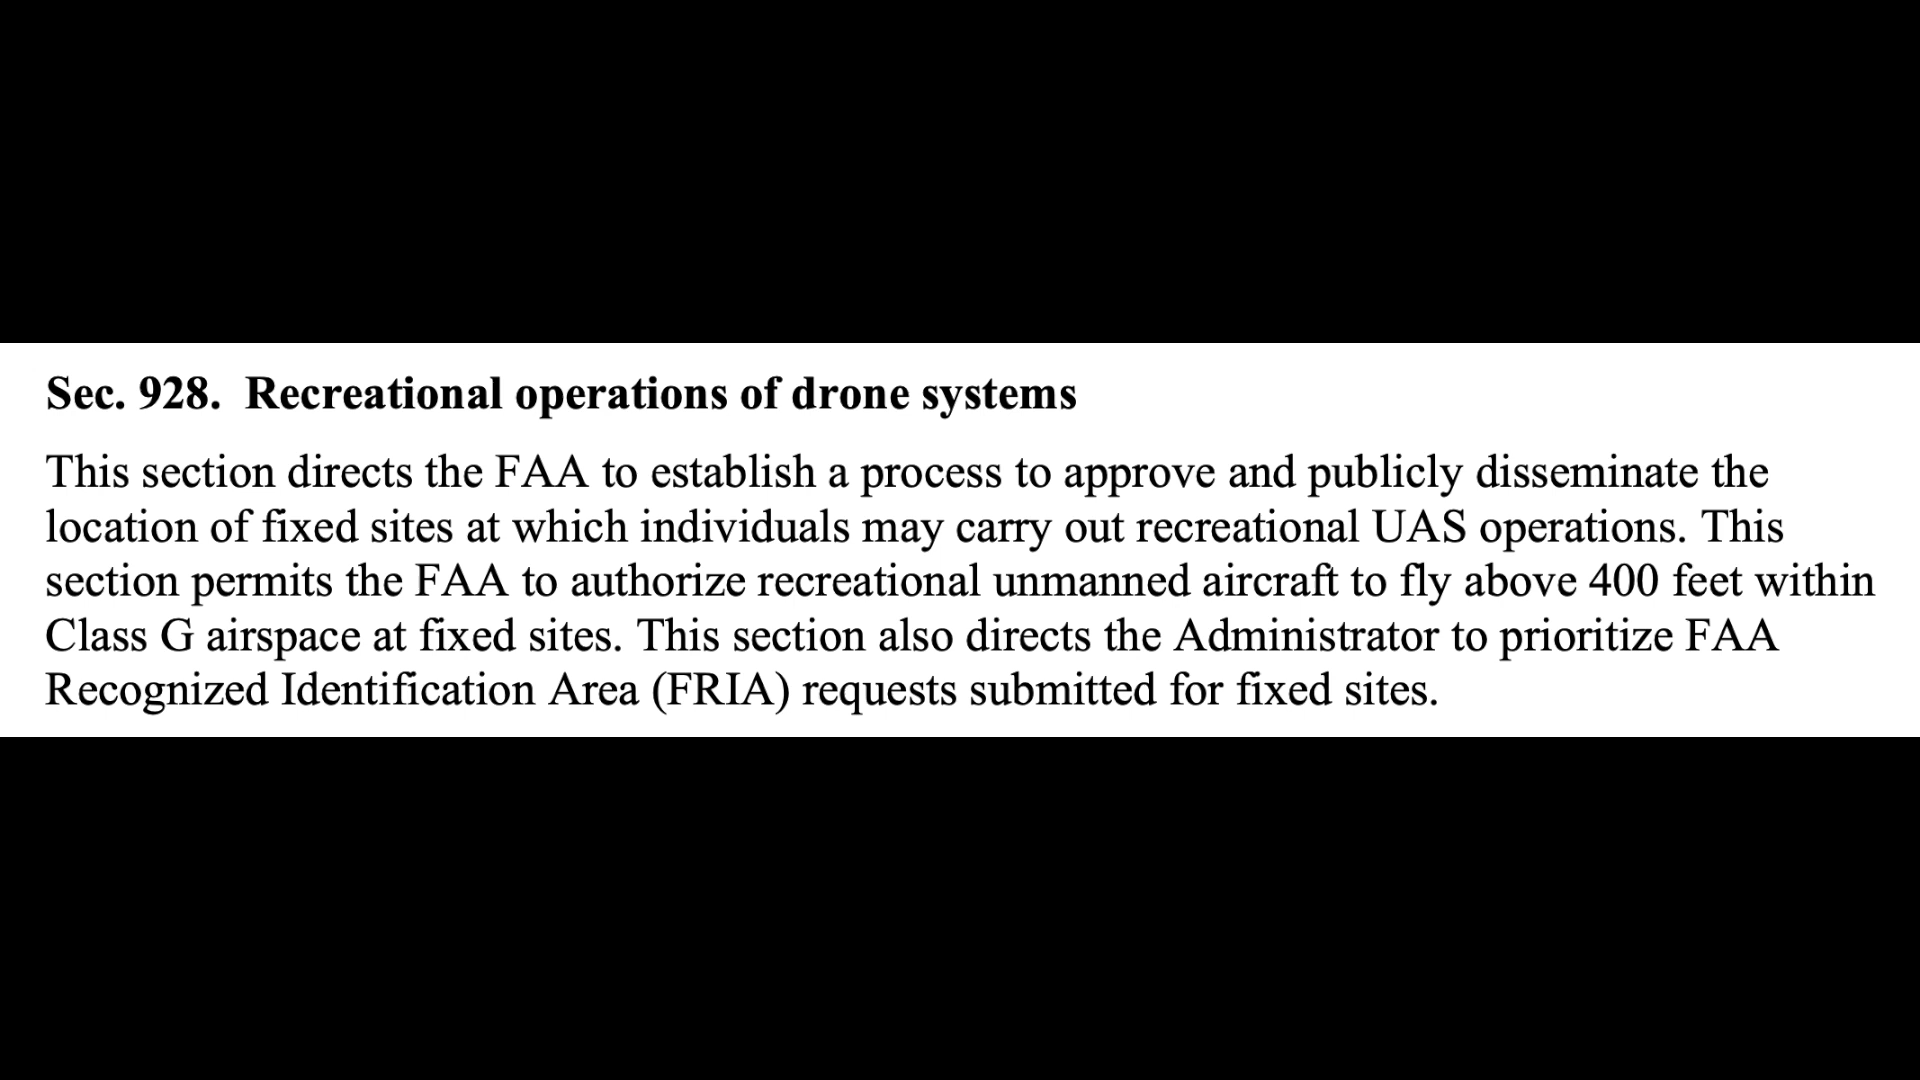 Sec. 928. Recreational operations of drone systems
This section directs the FAA to establish a process to approve and publicly disseminate the
location of fixed sites at which individuals may carry out recreational UAS operations. This
section permits the FAA to authorize recreational unmanned aircraft to fly above 400 feet within
Class G airspace at fixed sites. This section also directs the Administrator to prioritize FAA
Recognized Identification Area (FRIA) requests submitted for fixed sites.